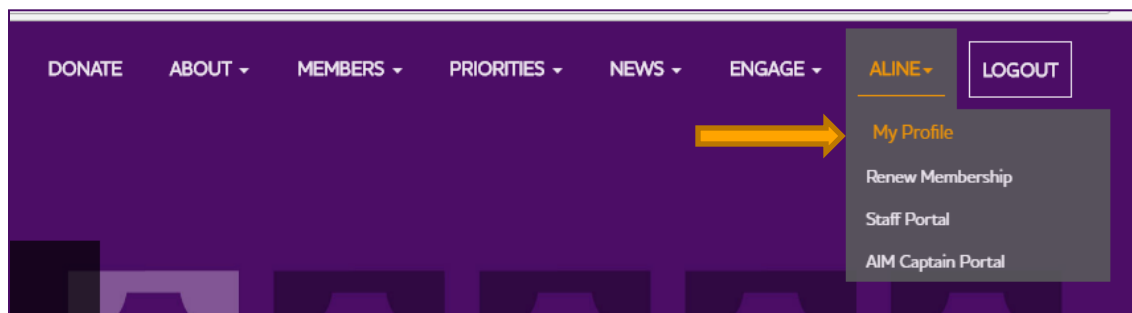 DONATE ABOUT MEMBERS PRIORITIES NEWS ENGAGE ALINE LOGOUT
My Profile
Renew Membership
Staff Portal
AIM Captain Portal